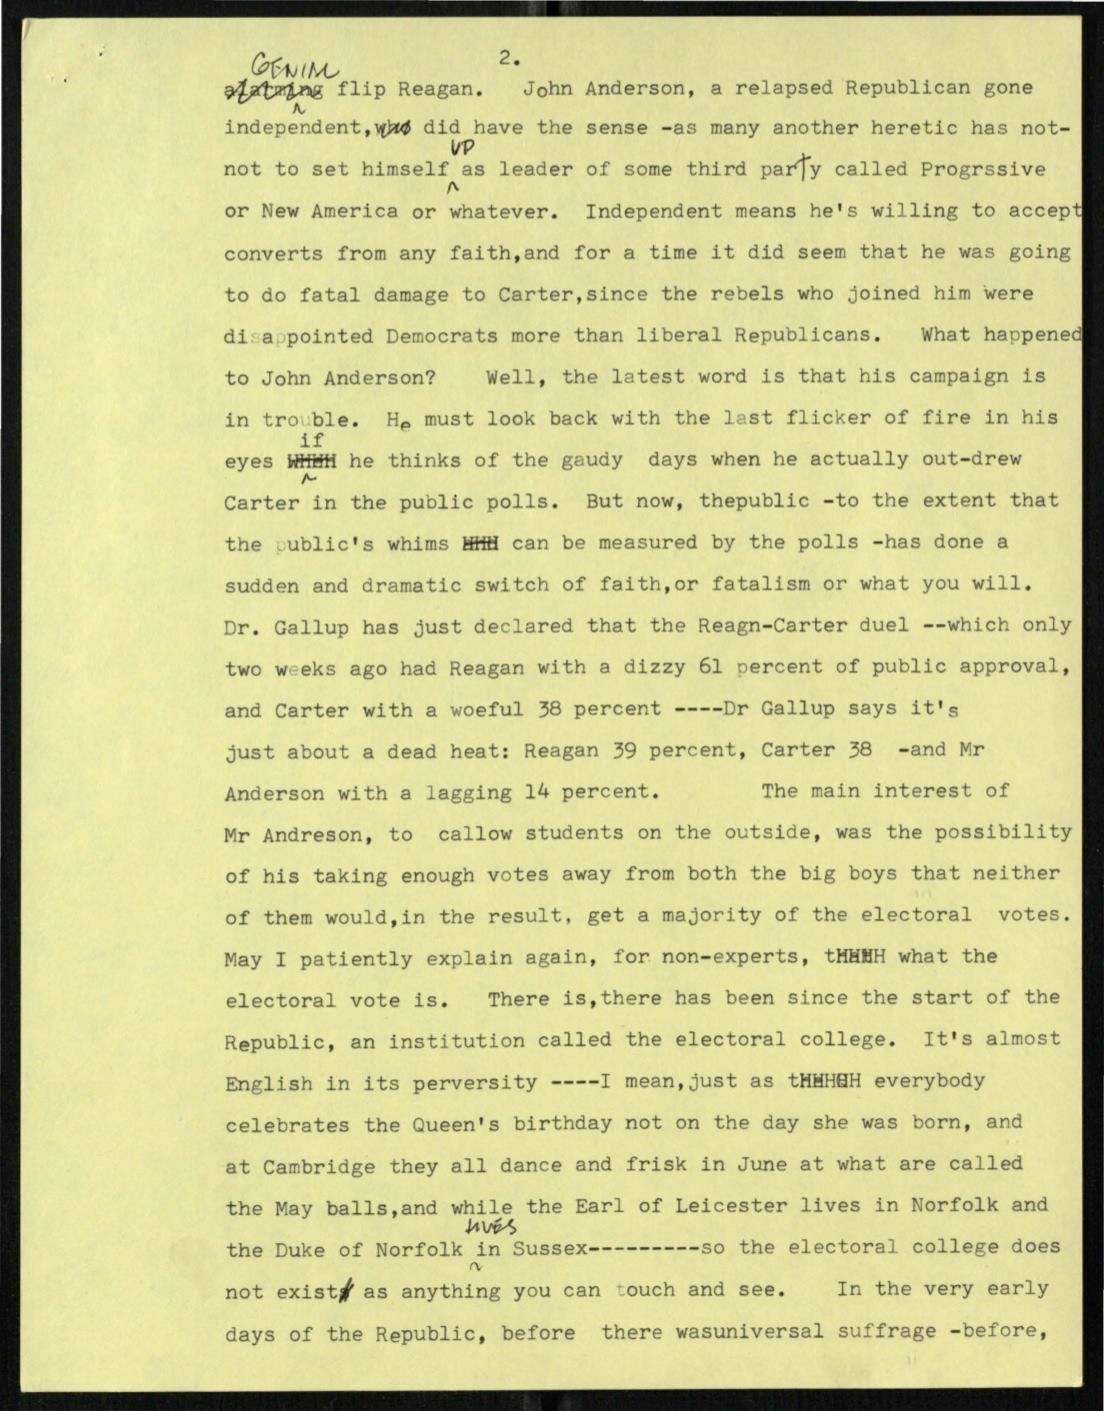 2.
GENIAL
flip Reagan. John Anderson, a relapsed Republican gone
independent, did have the sense -as many another heretic has not-
UP
not to set himself as leader of some third party called Progrssive
or New America or whatever. Independent means he's willing to accept
converts from any faith,and for a time it did seem that he was going
to do fatal damage to Carter,since the rebels who joined him were
disappointed Democrats more than liberal Republicans. What happened
to John Anderson? Well, the latest word is that his campaign is
in trouble. He must look back with the last flicker of fire in his
if
eyes he thinks of the gaudy days when he actually out-drew
Carter in the public polls. But now, thepublic -to the extent that
the public's whims can be measured by the polls -has done a
sudden and dramatic switch of faith,or fatalism or what you will.
Dr. Gallup has just declared that the Reagn-Carter duel --which only
two weeks ago had Reagan with a dizzy 61 percent of public approval,
and Carter with a woeful 38 percent ----Dr Gallup says it's
just about a dead heat: Reagan 39 percent, Carter 38 -and Mr
Anderson with a lagging 14 percent. The main interest of
Mr Andreson, to callow students on the outside, was the possibility
of his taking enough votes away from both the big boys that neither
of them would,in the result, get a majority of the electoral votes.
May I patiently explain again, for non-experts, what the
electoral vote is. There is,there has been since the start of the
Republic, an institution called the electoral college. It's almost
English in its perversity ----I mean,just as everybody
celebrates the Queen's birthday not on the day she was born, and
at Cambridge they all dance and frisk in June at what are called
the May balls,and while the Earl of Leicester lives in Norfolk and
LIVES
the Duke of Norfolk in Sussex---------so the electoral college does
not exist as anything you can touch and see. In the very early
days of the Republic, before there wasuniversal suffrage -before,